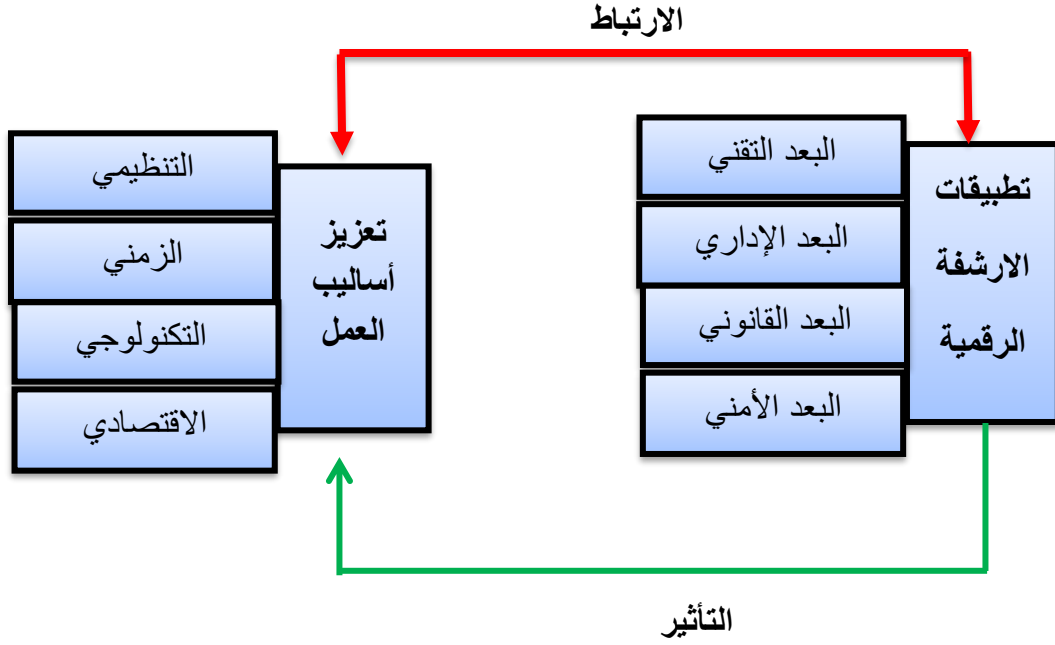 الارتباط
تطبيقات
الارشفة
الرقمية
البعد التقني
البعد الإداري
البعد القانوني
البعد الأمني
تعزيز
أساليب
العمل
التنظيمي
الزمني
التكنولوجي
الاقتصادي
التأثير